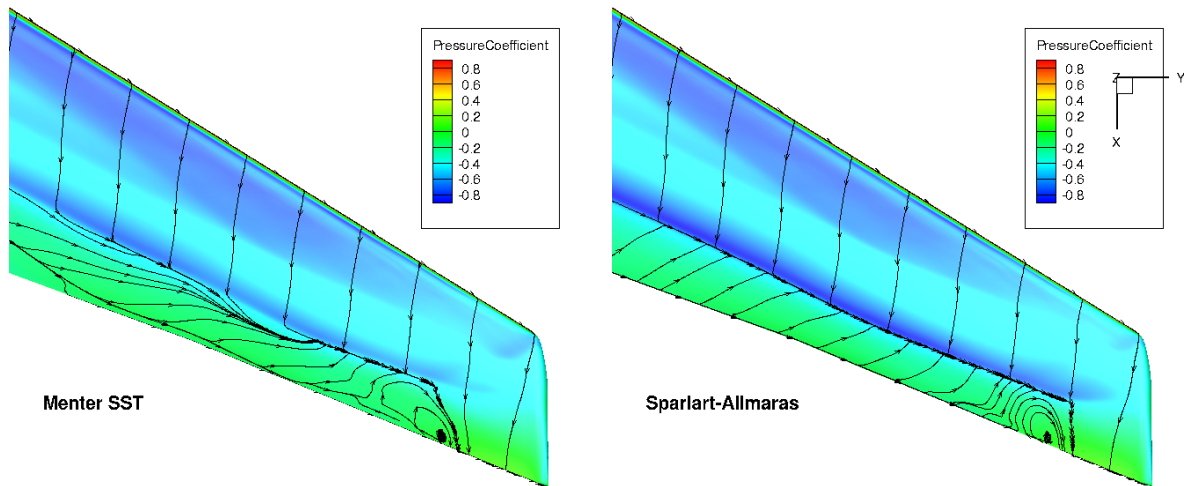 PressureCoefficient
0.8
0.6
0.4
0.2
0
-0.2
-0.4
-0.6
-0.8
Menter SST
PressureCoefficient
0.8
0.6
0.4
0.2
0
-0.2
-0.4
-0.6
-0.8
Z
Y
X
Sparlart-Allmaras